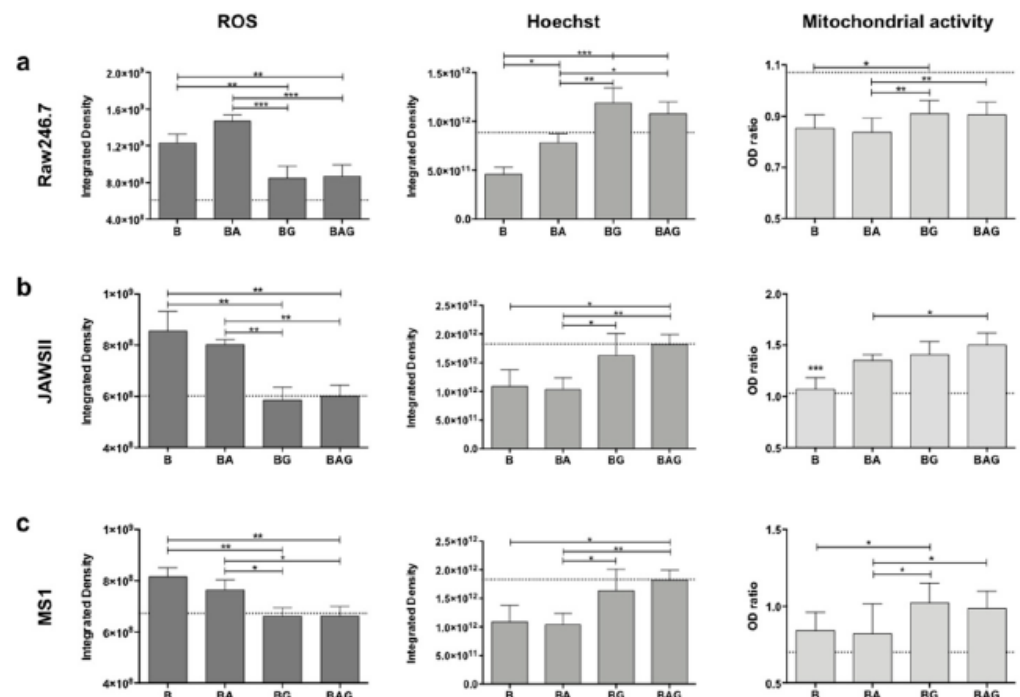 ROS Hoechst Mitochondrial activity
a
Raw246.7
Integrated Density
2.0×10⁹
1.6×10⁹
1.2×10⁹
8.0×10⁸
4.0×10⁸
** ** *** ***
B BA BG BAG
Integrated Density
1.5×10¹²
1.0×10¹²
5.0×10¹¹
0.0
*** * * **
B BA BG BAG
OD ratio
1.1
0.9
0.7
0.5
* ** **
B BA BG BAG
b
JAWSII
Integrated Density
1×10⁹
8×10⁸
6×10⁸
4×10⁸
** ** ** **
B BA BG BAG
Integrated Density
2.5×10¹²
2.0×10¹²
1.5×10¹²
1.0×10¹²
5.0×10¹¹
0.0
* ** *
B BA BG BAG
OD ratio
2.0
1.5
1.0
0.5
* ***
B BA BG BAG
c
MS1
Integrated Density
1×10⁹
8×10⁸
6×10⁸
4×10⁸
** ** * *
B BA BG BAG
Integrated Density
2.5×10¹²
2.0×10¹²
1.5×10¹²
1.0×10¹²
5.0×10¹¹
0.0
* ** *
B BA BG BAG
OD ratio
1.5
1.0
0.5
* * *
B BA BG BAG